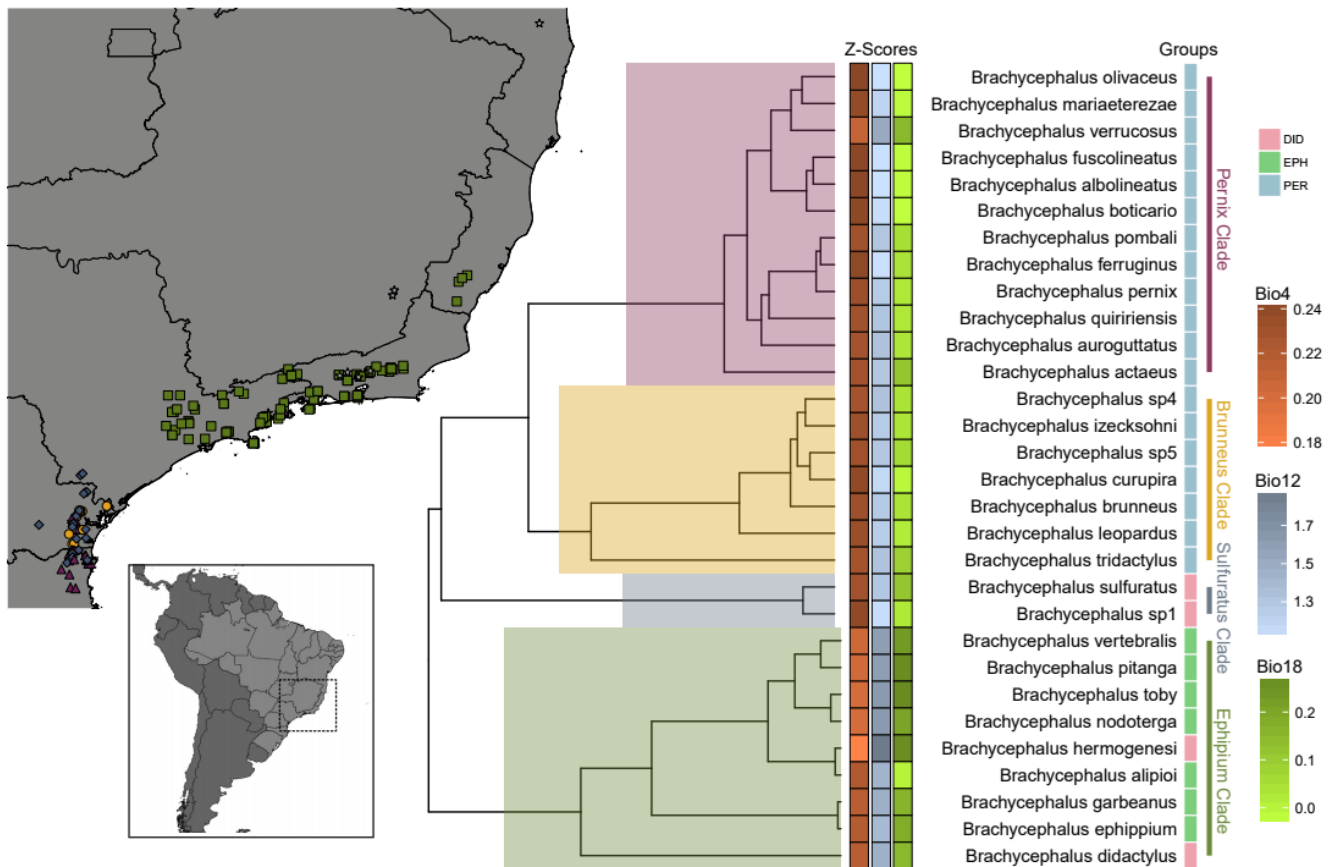 Z-Scores
Groups
Brachycephalus olivaceus
Brachycephalus mariaeterezae
Brachycephalus verrucosus
Brachycephalus fuscolineatus
Brachycephalus albolineatus
Brachycephalus boticario
Brachycephalus pombali
Brachycephalus ferruginus
Brachycephalus pernix
Brachycephalus quiririensis
Brachycephalus auroguttatus
Brachycephalus actaeus
Brachycephalus sp4
Brachycephalus izecksohni
Brachycephalus sp5
Brachycephalus curupira
Brachycephalus brunneus
Brachycephalus leopardus
Brachycephalus tridactylus
Brachycephalus sulfuratus
Brachycephalus sp1
Brachycephalus vertebralis
Brachycephalus pitanga
Brachycephalus toby
Brachycephalus nodoterga
Brachycephalus hermogenesi
Brachycephalus alipioi
Brachycephalus garbeanus
Brachycephalus ephippium
Brachycephalus didactylus
Pernix Clade
Brunneus Clade
Sulfuratus Clade
Ephipium Clade
DID
EPH
PER
Bio4
0.24
0.22
0.20
0.18
Bio12
1.7
1.3
Bio18
0.2
0.1
0.0